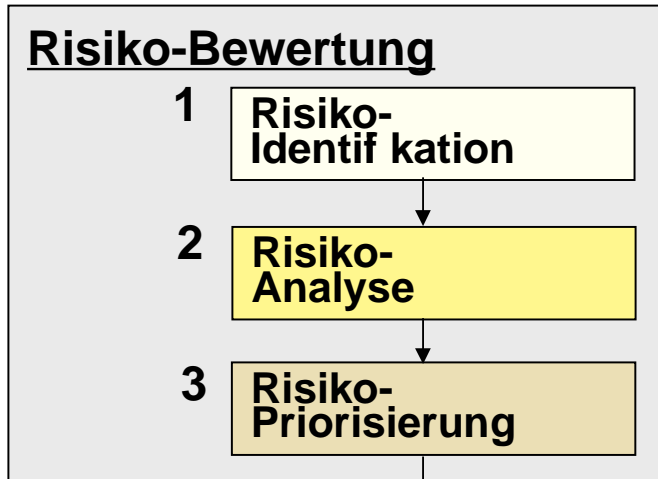 Risiko-Bewertung
1
Risiko-
Identif kation
2
Risiko-
Analyse
3
Risiko-
Priorisierung